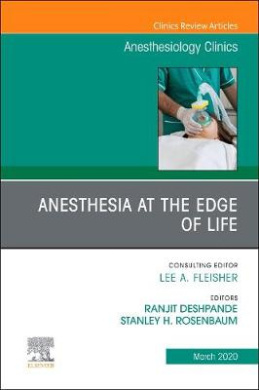 Clinics Review Articles
Anesthesiology Clinics
ANESTHESIA AT THE EDGE
OF LIFE
CONSULTING EDITOR
LEE A. FLEISHER
EDITORS
RANJIT DESHPANDE
STANLEY H. ROSENBAUM
ELSEVIER
March 2020